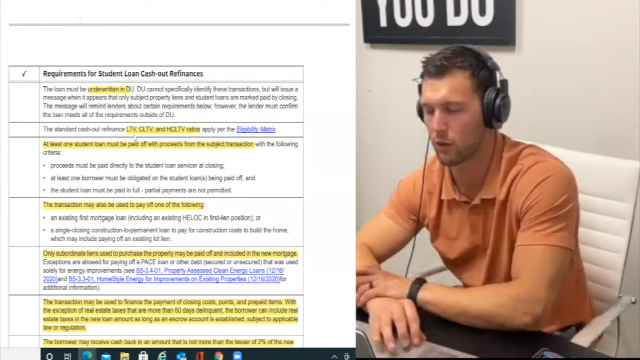 YOU DO
✓ Requirements for Student Loan Cash-out Refinances
The loan must be underwritten in DU. DU cannot specifically identify these transactions, but will issue a
message when it appears that only subject property liens and student loans are marked paid by closing.
The message will remind lenders about certain requirements below; however, the lender must confirm
the loan meets all of the requirements outside of DU.
The standard cash-out refinance LTV, CLTV, and HCLTV ratios apply per the Eligibility Matrix.
At least one student loan must be paid off with proceeds from the subject transaction with the following
criteria:
• proceeds must be paid directly to the student loan servicer at closing;
• at least one borrower must be obligated on the student loan(s) being paid off, and
• the student loan must be paid in full - partial payments are not permitted.
The transaction may also be used to pay off one of the following:
• an existing first mortgage loan (including an existing HELOC in first-lien position); or
• a single-closing construction-to-permanent loan to pay for construction costs to build the home,
which may include paying off an existing lot lien.
Only subordinate liens used to purchase the property may be paid off and included in the new mortgage.
Exceptions are allowed for paying off a PACE loan or other debt (secured or unsecured) that was used
solely for energy improvements (see B5-3.4-01, Property Assessed Clean Energy Loans (12/16/
2020)and B5-3.3-01, HomeStyle Energy for Improvements on Existing Properties (12/16/2020)for
additional information).
The transaction may be used to finance the payment of closing costs, points, and prepaid items. With
the exception of real estate taxes that are more than 60 days delinquent, the borrower can include real
estate taxes in the new loan amount as long as an escrow account is established, subject to applicable
law or regulation.
The borrower may receive cash back in an amount that is not more than the lesser of 2% of the new